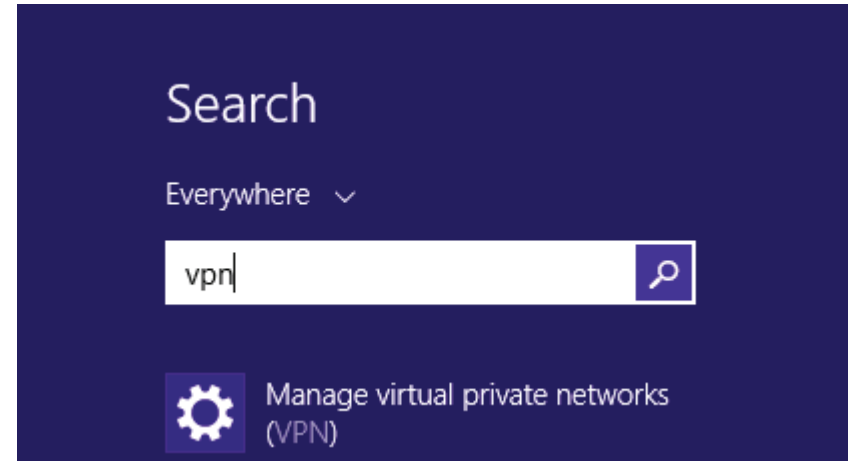 Search
Everywhere
vpn
Manage virtual private networks
(VPN)